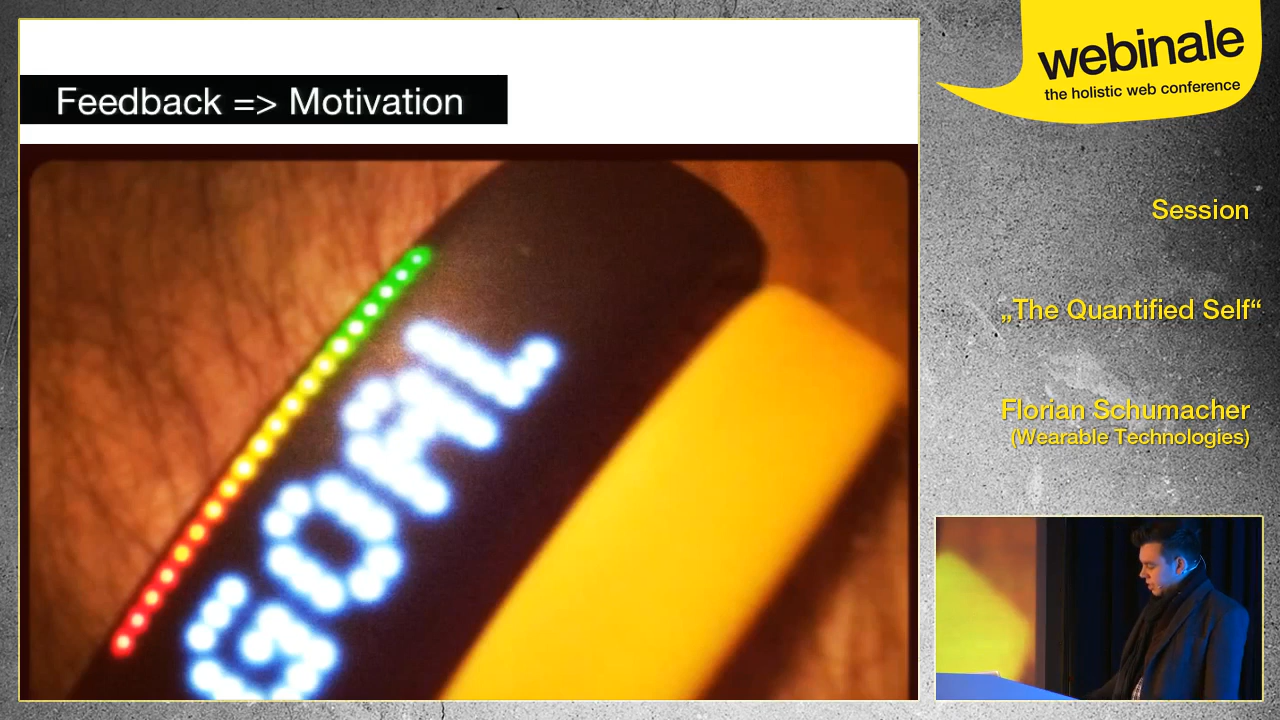 Feedback => Motivation
GOAL
webinale
the holistic web conference
Session
„The Quantified Self“
Florian Schumacher
(Wearable Technologies)